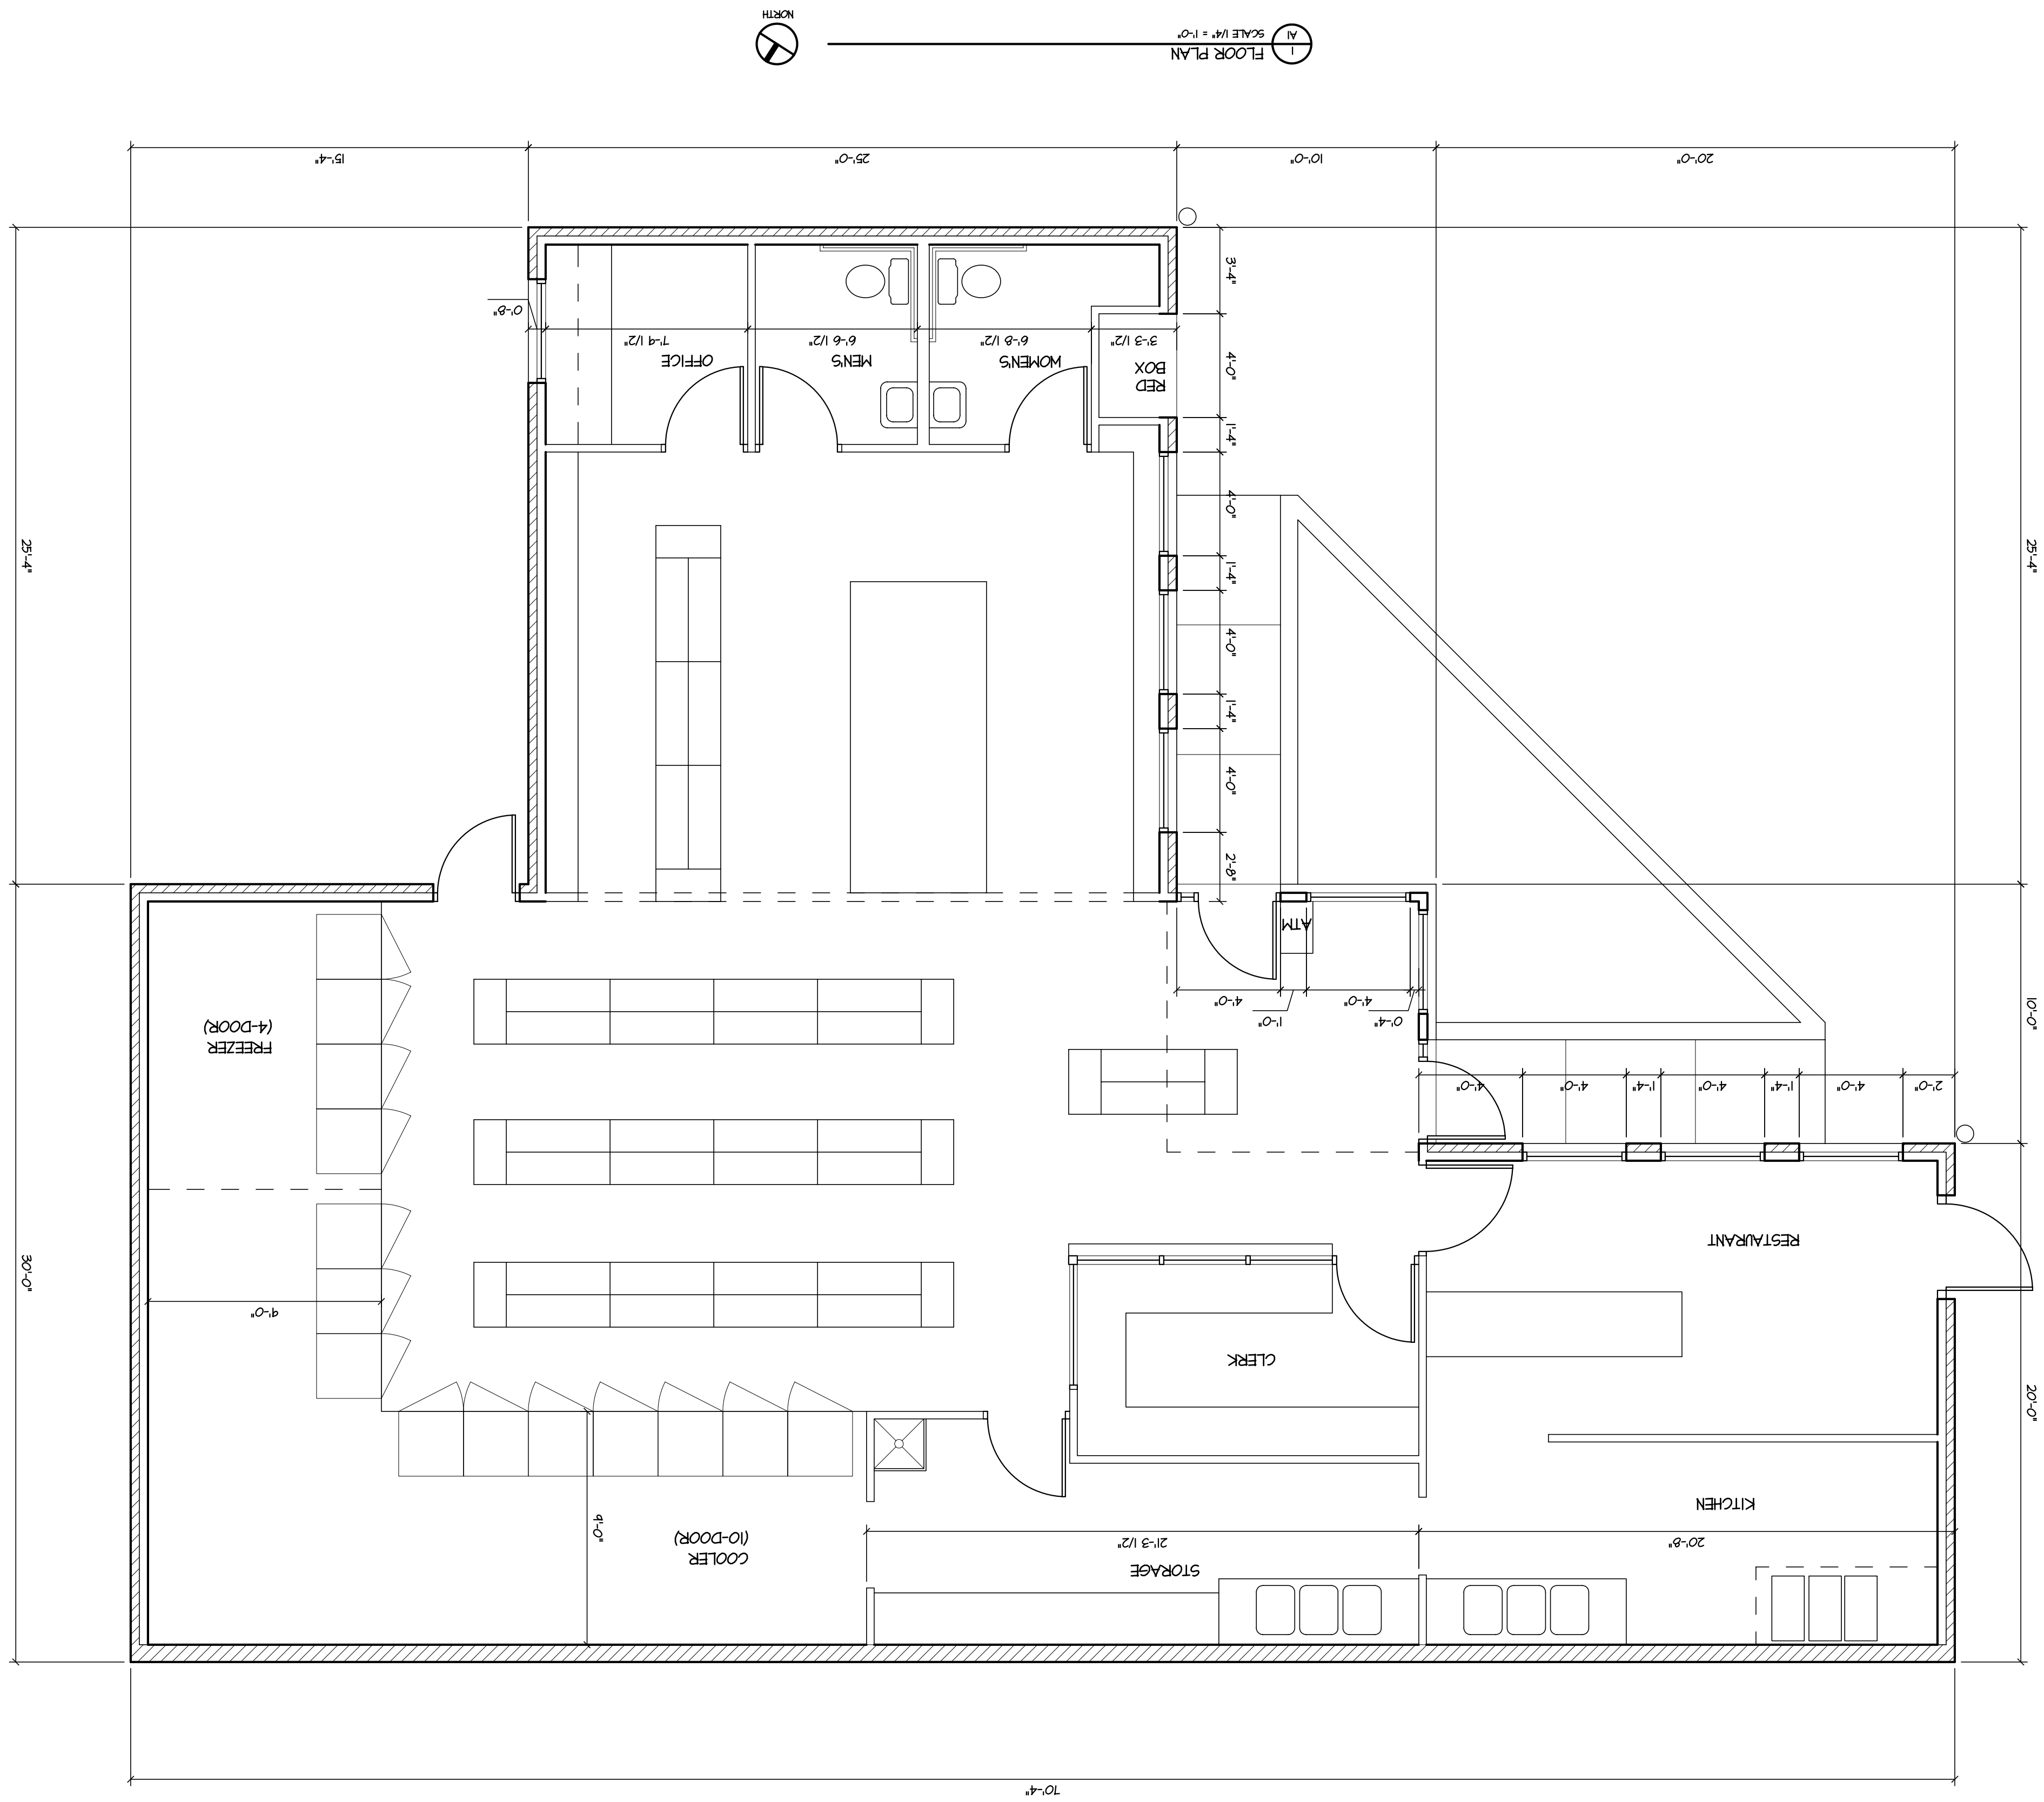 70'-4"
STORAGE
COOLER
(10-DOOR)
20'-8"
21'-3 1/2"
9'-0"
KITCHEN
20'-0"
CLERK
9'-0"
30'-0"
RESTAURANT
2'-0"
4'-0"
1'-4"
4'-0"
1'-4"
4'-0"
4'-0"
FREEZER
(4-DOOR)
0'-4"
1'-0"
10'-0"
4'-0"
4'-0"
ATM
2'-8"
4'-0"
1'-4"
4'-0"
1'-4"
25'-4"
25'-4"
4'-0"
1'-4"
RED
BOX
WOMEN'S
MEN'S
OFFICE
4'-0"
3'-3 1/2"
6'-8 1/2"
6'-6 1/2"
7'-9 1/2"
0'-8"
3'-4"
20'-0"
10'-0"
25'-0"
15'-4"
1
FLOOR PLAN
A1
SCALE 1/4" = 1'-0"
NORTH